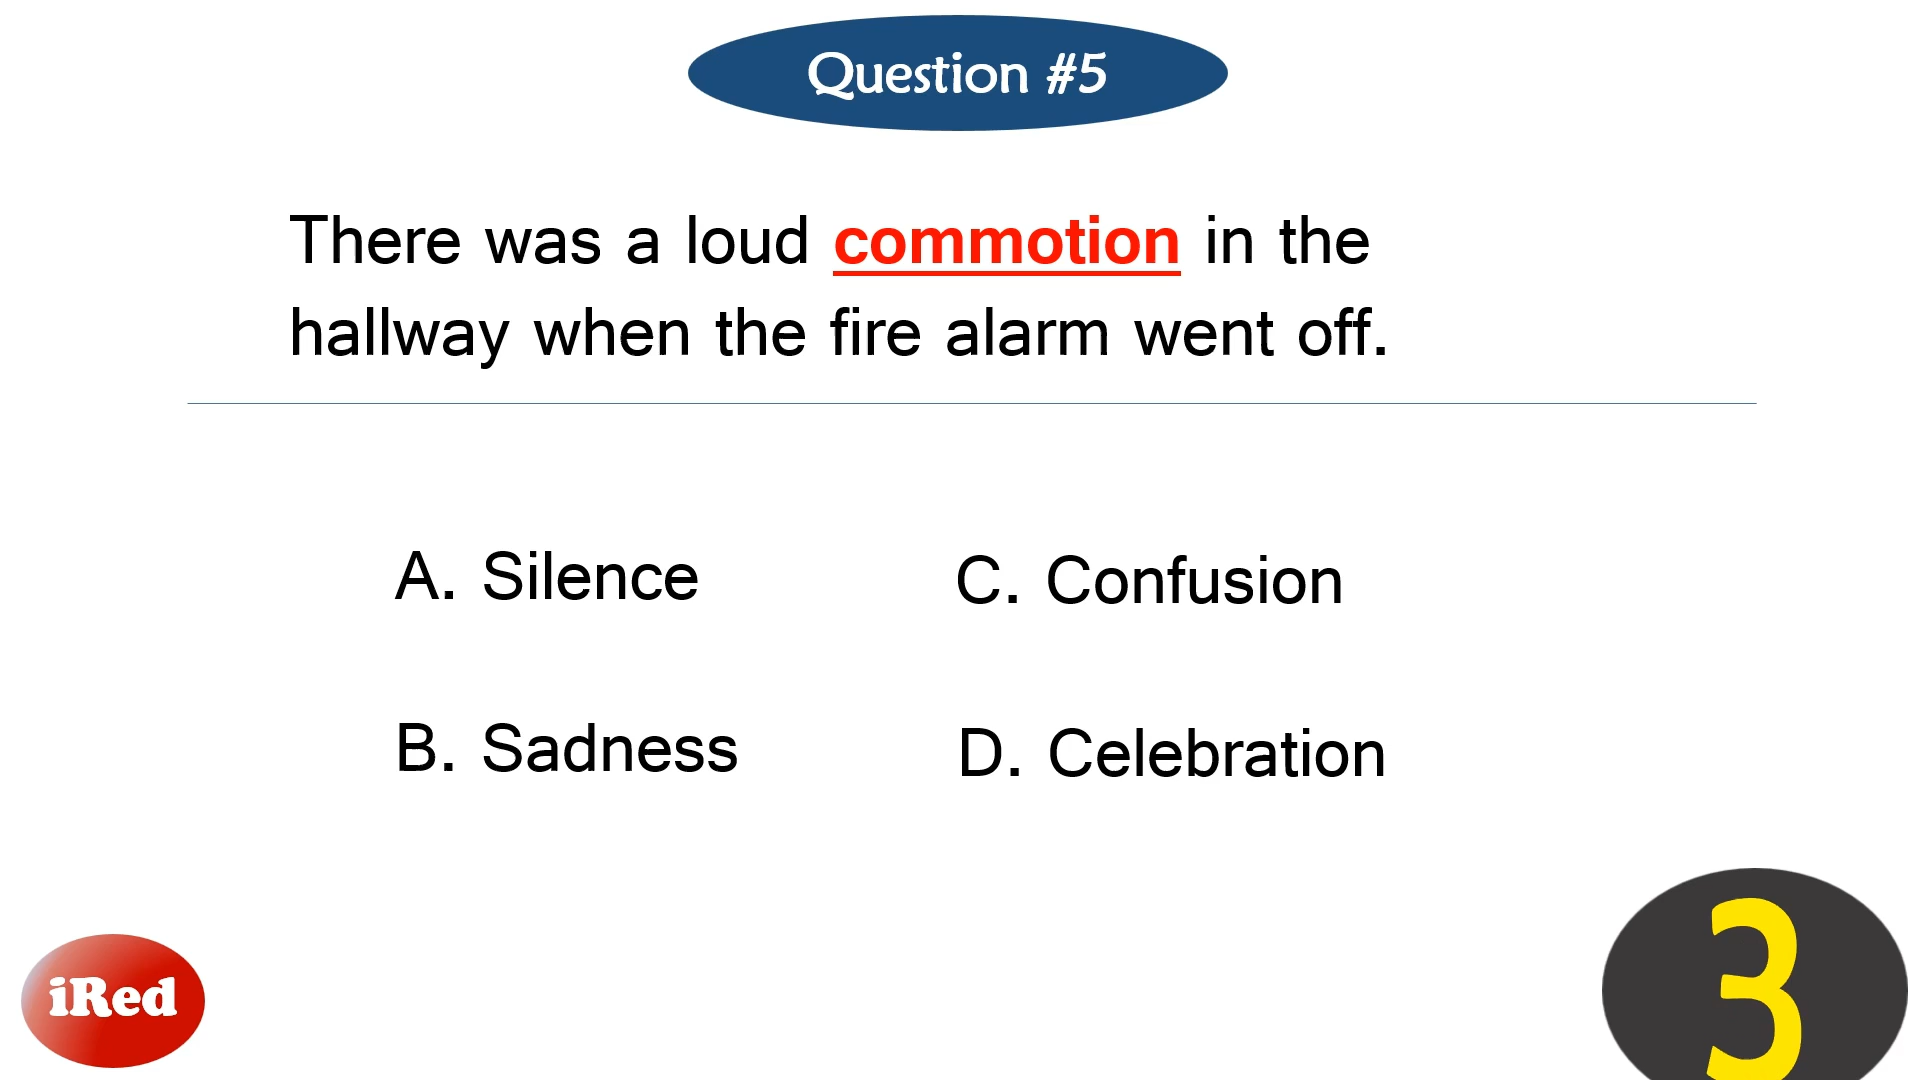 Question #5
There was a loud commotion in the
hallway when the fire alarm went off.
A. Silence
C. Confusion
B. Sadness
D. Celebration
iRed
3